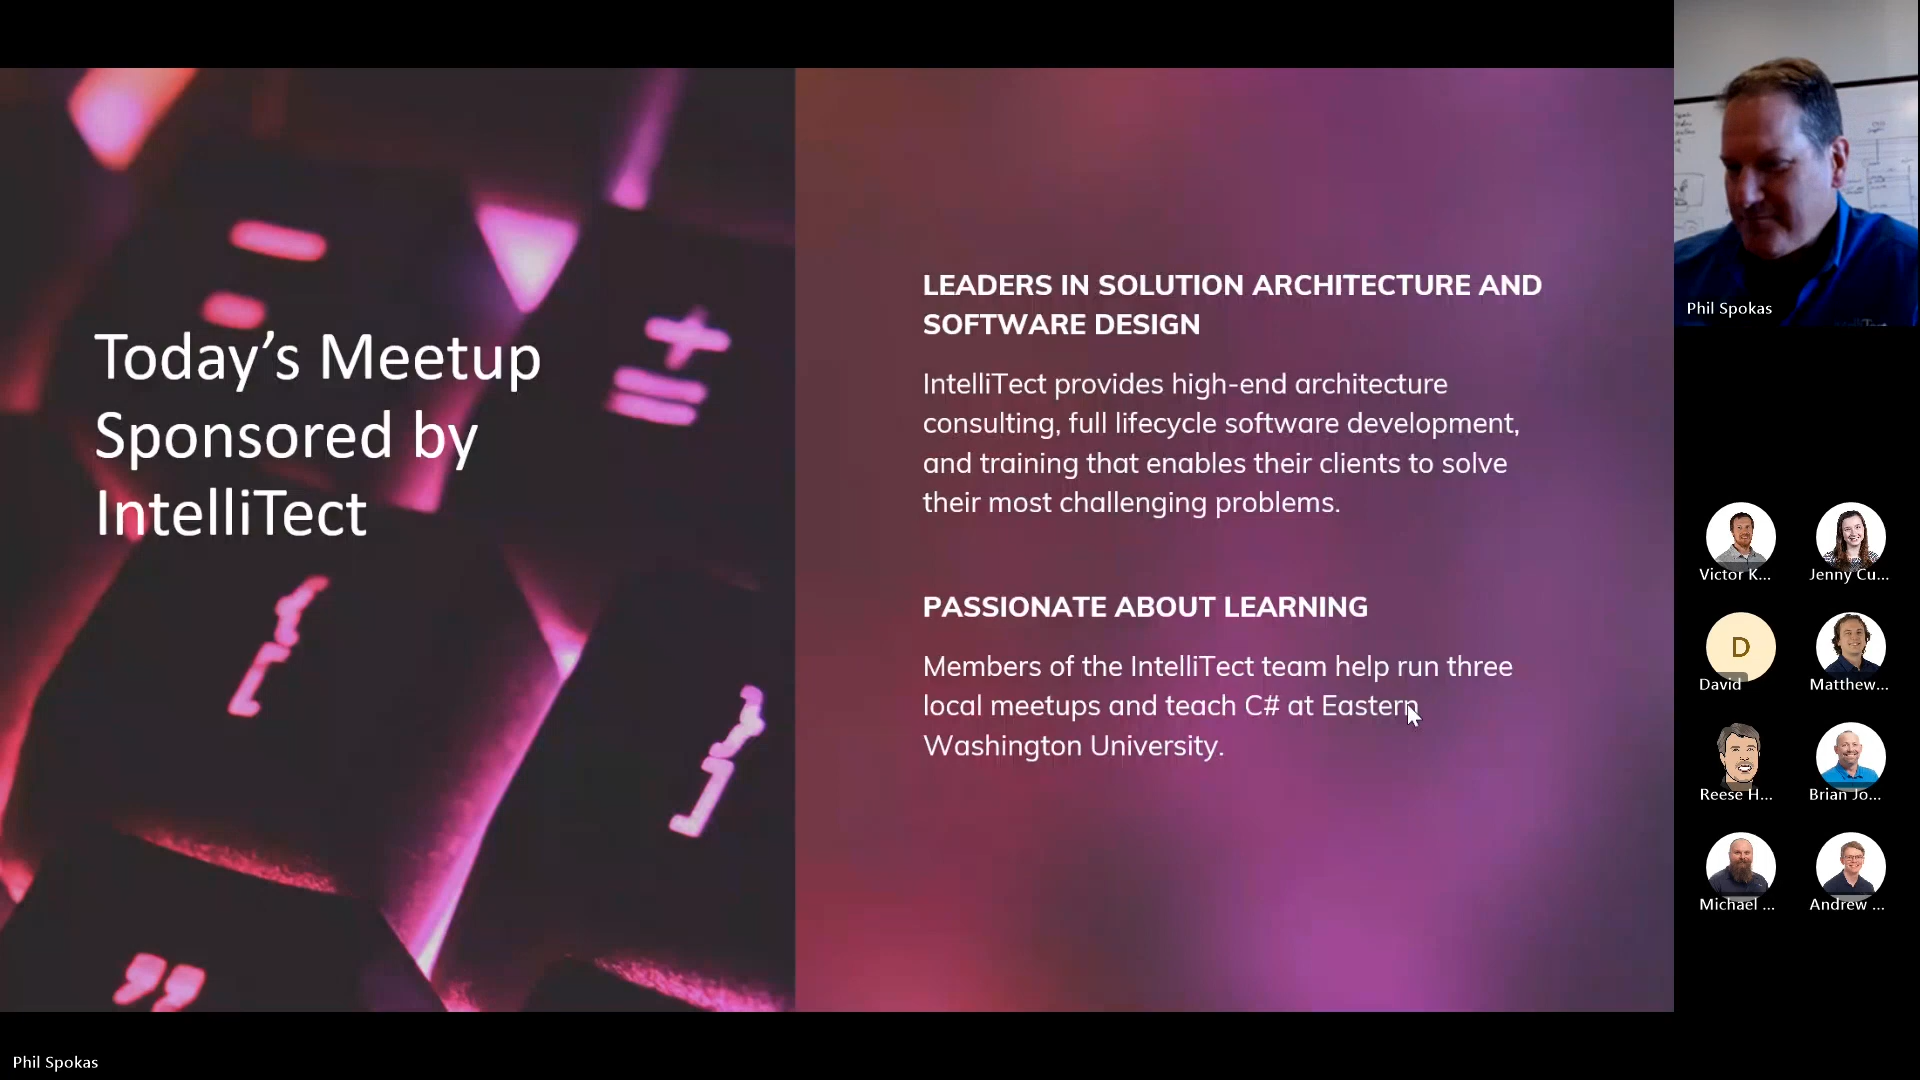 Today’s Meetup
Sponsored by
IntelliTect
LEADERS IN SOLUTION ARCHITECTURE AND
SOFTWARE DESIGN
IntelliTect provides high-end architecture
consulting, full lifecycle software development,
and training that enables their clients to solve
their most challenging problems.
PASSIONATE ABOUT LEARNING
Members of the IntelliTect team help run three
local meetups and teach C# at Eastern
Washington University.
Phil Spokas
Victor K...
Jenny Cu...
D
David
Matthew...
Reese H...
Brian Jo...
Michael ...
Andrew ...
Phil Spokas